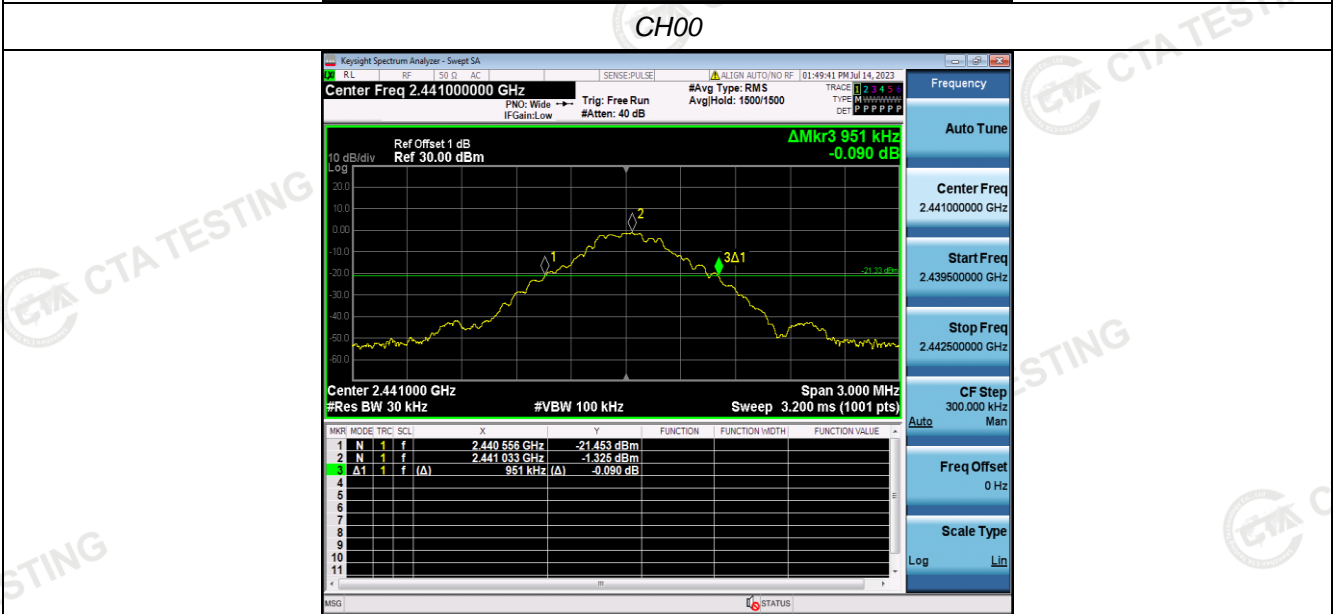 CH00
CTA TESTING
Keysight Spectrum Analyzer - Swept SA
RL RF 50 Ω AC SENSE:PULSE ALIGN AUTO/NO RF 01:49:41 PM Jul 14, 2023
Center Freq 2.441000000 GHz
PNO: Wide
IFGain:Low
Trig: Free Run
#Atten: 40 dB
#Avg Type: RMS
Avg|Hold: 1500/1500
TRACE 1 2 3 4 5 6
TYPE M WWWWW
DET P P P P P P
ΔMkr3 951 kHz
-0.090 dB
Ref Offset 1 dB
10 dB/div Ref 30.00 dBm
Log
20.0
10.0
0.00
-10.0
-20.0
-30.0
-40.0
-50.0
-60.0
1
2
3Δ1
-21.33 dBm
Center 2.441000 GHz Span 3.000 MHz
#Res BW 30 kHz #VBW 100 kHz Sweep 3.200 ms (1001 pts)
MKR MODE TRC SCL X Y FUNCTION FUNCTION WIDTH FUNCTION VALUE
1 N 1 f 2.440 556 GHz -21.453 dBm
2 N 1 f 2.441 033 GHz -1.325 dBm
3 Δ1 1 f (Δ) 951 kHz (Δ) -0.090 dB
4
5
6
7
8
9
10
11
MSG STATUS
Frequency
Auto Tune
Center Freq
2.441000000 GHz
Start Freq
2.439500000 GHz
Stop Freq
2.442500000 GHz
CF Step
300.000 kHz
Auto Man
Freq Offset
0 Hz
Scale Type
Log Lin
CTA TESTING
CTA
STING
STING
CTA